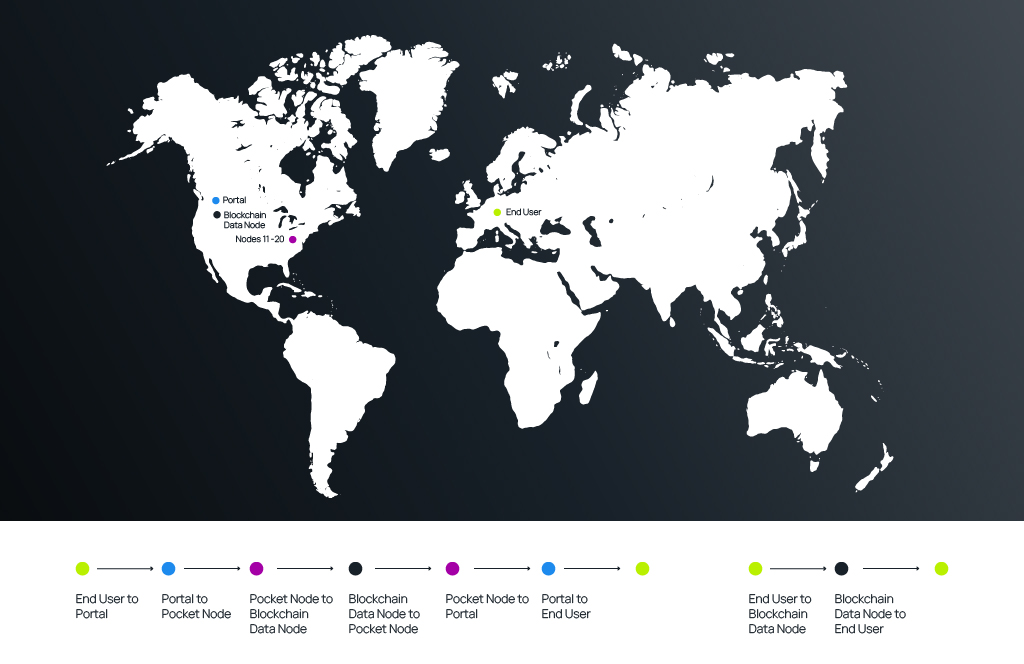 Portal
Blockchain
Data Node
End User
Nodes 11-20
End User to
Portal
Portal to
Pocket Node
Pocket Node to
Blockchain
Data Node
Blockchain
Data Node to
Pocket Node
Pocket Node to
Portal
Portal to
End User
End User to
Blockchain
Data Node
Blockchain
Data Node to
End User